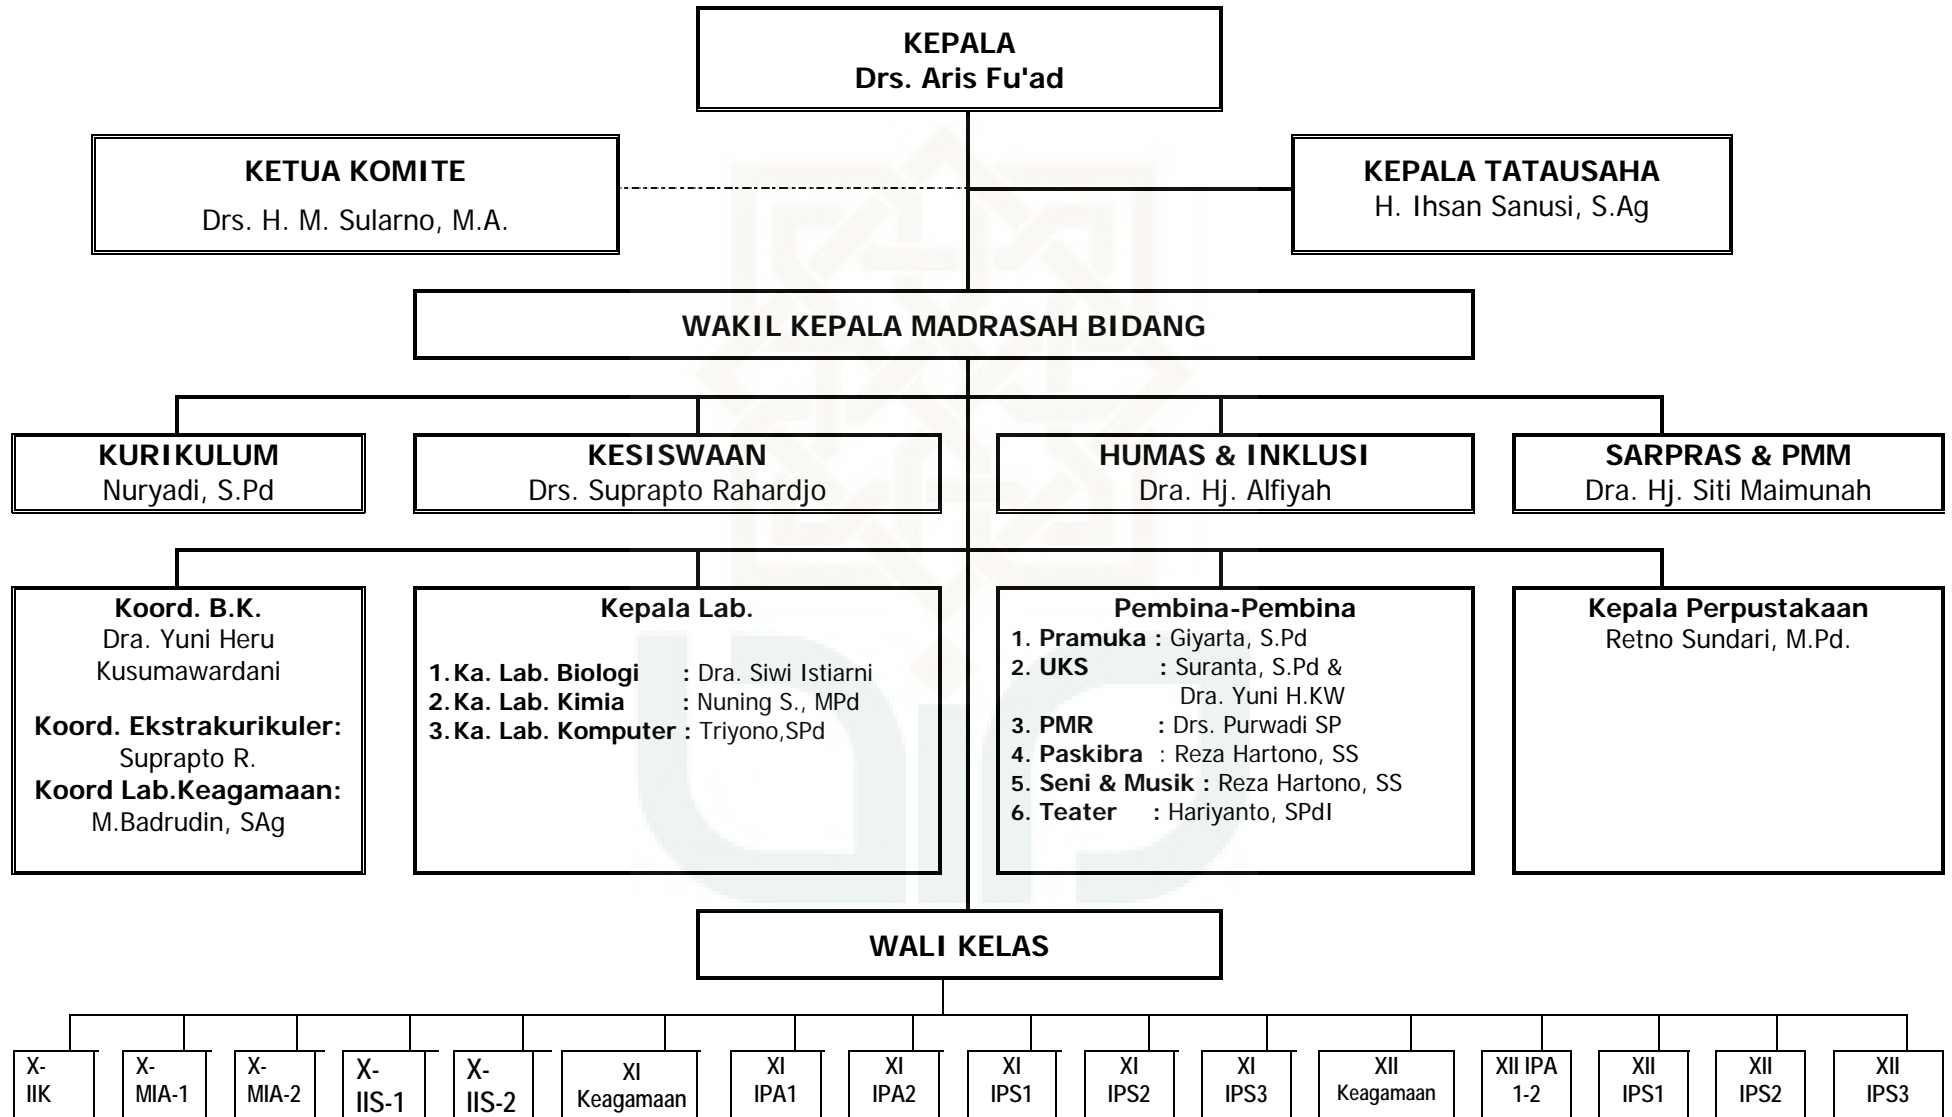 KEPALA
Drs. Aris Fu'ad
KETUA KOMITE
Drs. H. M. Sularno, M.A.
KEPALA TATAUSAHA
H. Ihsan Sanusi, S.Ag
WAKIL KEPALA MADRASAH BIDANG
KURIKULUM
Nuryadi, S.Pd
KESISWAAN
Drs. Suprapto Rahardjo
HUMAS & INKLUSI
Dra. Hj. Alfiyah
SARPRAS & PMM
Dra. Hj. Siti Maimunah
Koord. B.K.
Dra. Yuni Heru
Kusumawardani
Koord. Ekstrakurikuler:
Suprapto R.
Koord Lab.Keagamaan:
M.Badrudin, SAg
Kepala Lab.
1.Ka. Lab. Biologi : Dra. Siwi Istiarni
2.Ka. Lab. Kimia : Nuning S., MPd
3.Ka. Lab. Komputer : Triyono,SPd
Pembina-Pembina
1. Pramuka : Giyarta, S.Pd
2. UKS : Suranta, S.Pd &
Dra. Yuni H.KW
3. PMR : Drs. Purwadi SP
4. Paskibra : Reza Hartono, SS
5. Seni & Musik : Reza Hartono, SS
6. Teater : Hariyanto, SPdI
Kepala Perpustakaan
Retno Sundari, M.Pd.
WALI KELAS
X-
IIK
X-
MIA-1
X-
MIA-2
X-
IIS-1
X-
IIS-2
XI
Keagamaan
XI
IPA1
XI
IPA2
XI
IPS1
XI
IPS2
XI
IPS3
XII
Keagamaan
XII IPA
1-2
XII
IPS1
XII
IPS2
XII
IPS3